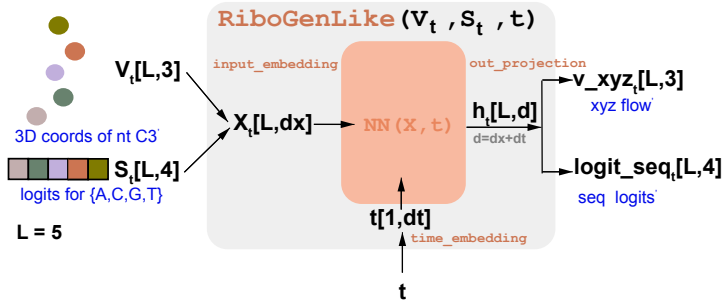 RiboGenLike(Vt,St,t)
Vt[L,3]
3D coords of nt C3'
St[L,4]
logits for {A,C,G,T}
L = 5
input_embedding
Xt[L,dx]
NN(X,t)
t[1,dt]
time_embedding
t
out_projection
ht[L,d]
d=dx+dt
v_xyzt[L,3]
xyz flow'
logit_seqt[L,4]
seq logits'